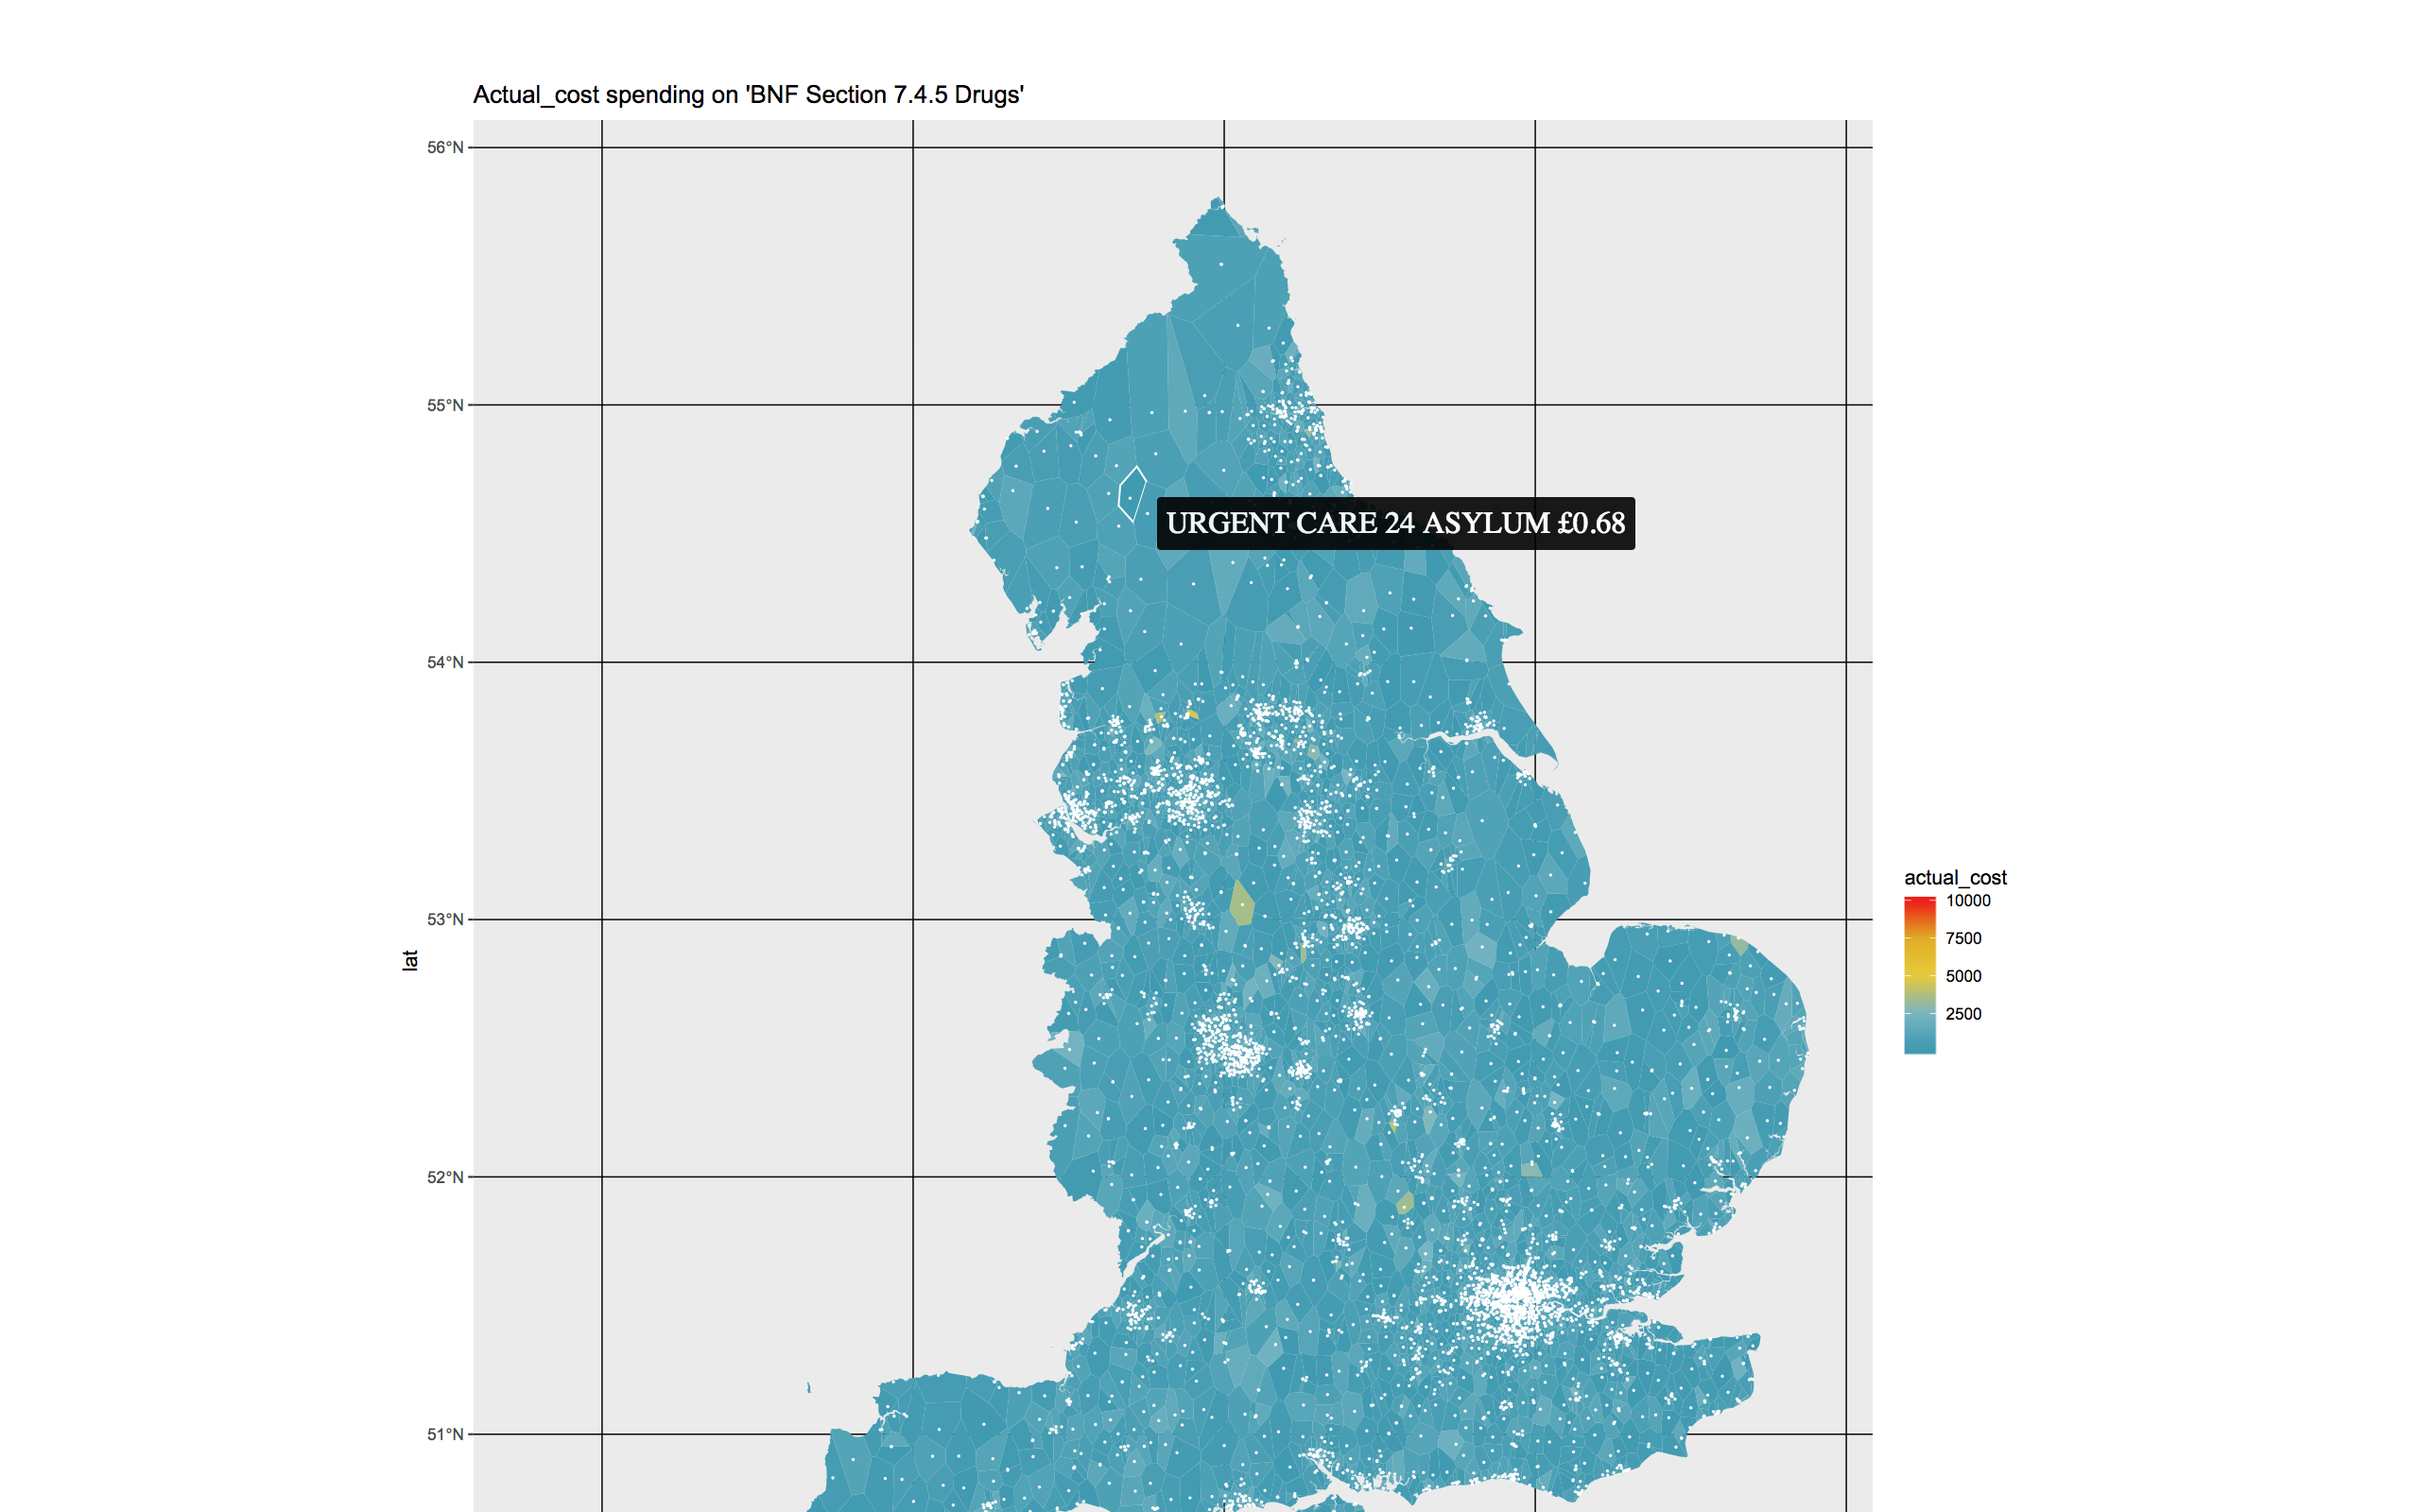 Actual_cost spending on 'BNF Section 7.4.5 Drugs'
56°N
55°N
URGENT CARE 24 ASYLUM £0.68
54°N
53°N
lat
52°N
51°N
actual_cost
10000
7500
5000
2500